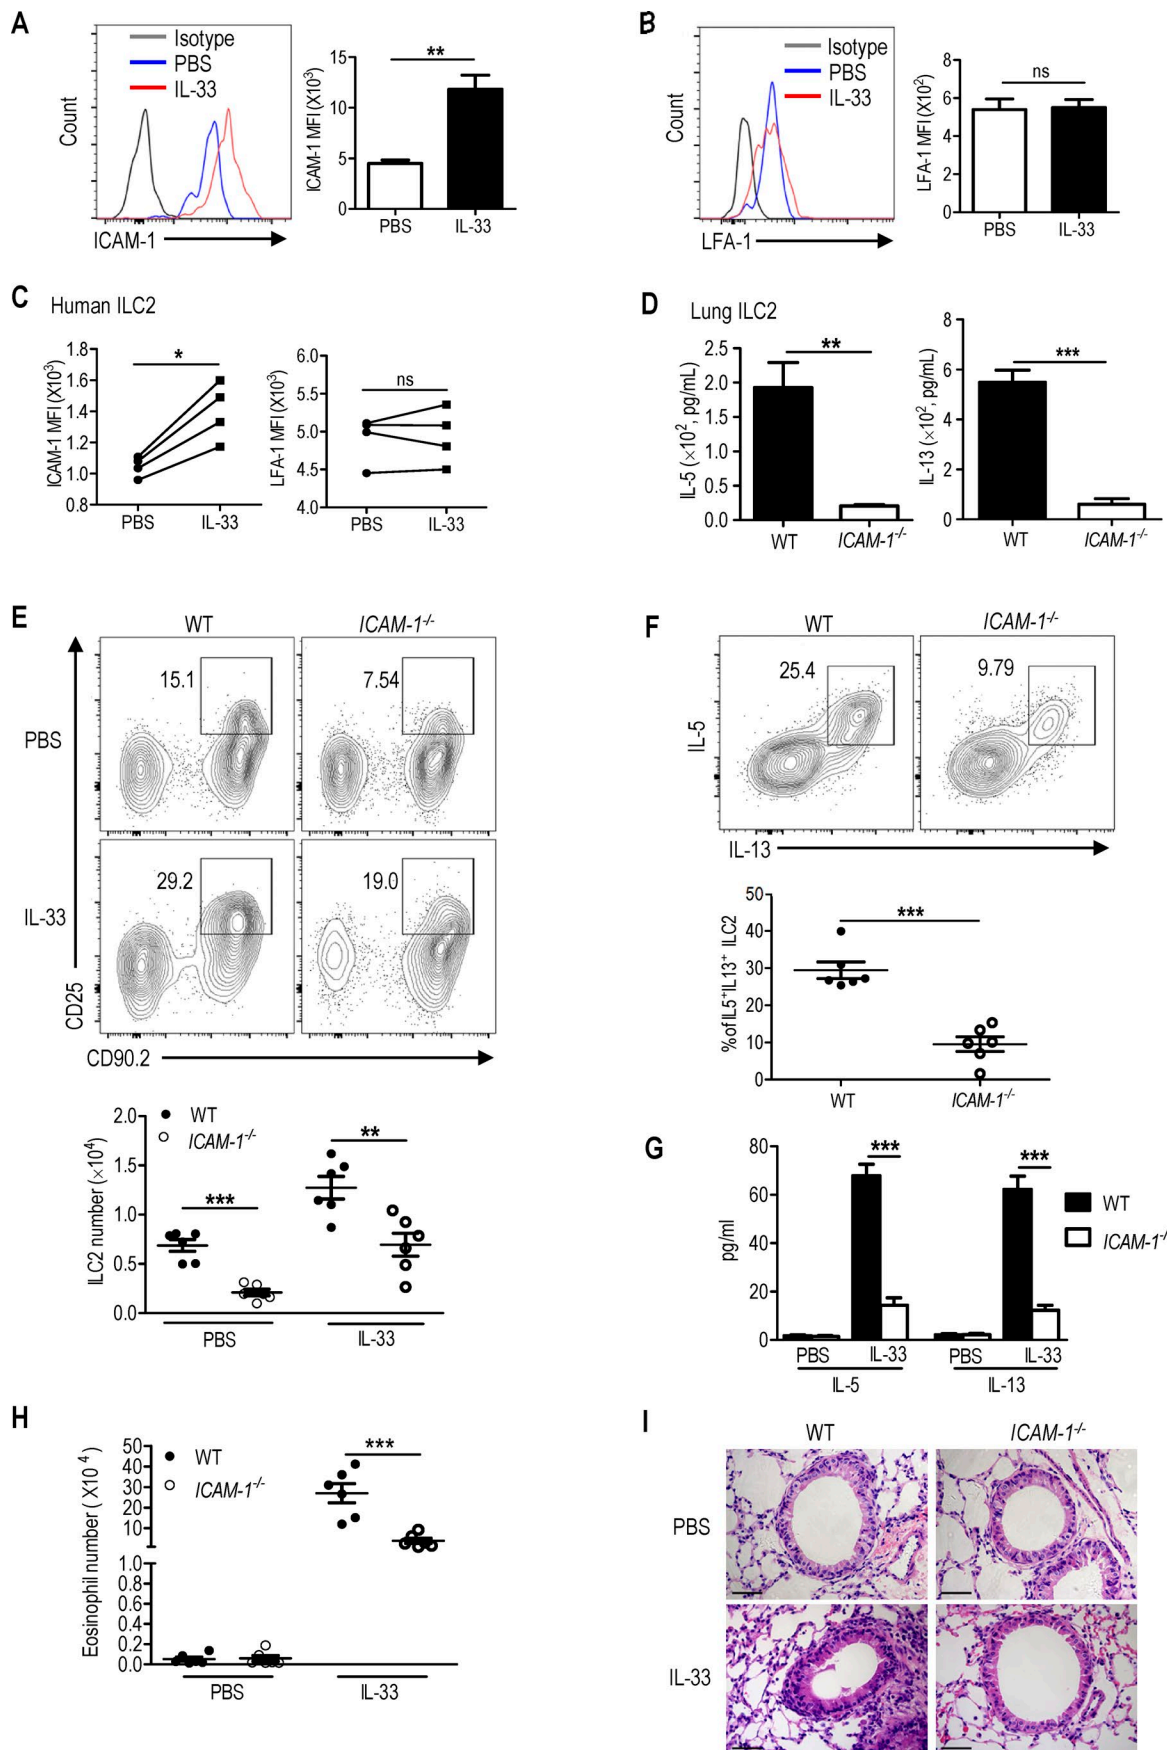 A
Isotype
PBS
IL-33
Count
ICAM-1
ICAM-1 MFI (X10³)
15
10
5
0
**
PBS
IL-33
B
Isotype
PBS
IL-33
Count
LFA-1
LFA-1 MFI (X10²)
8
6
4
2
0
ns
PBS
IL-33
C
Human ILC2
ICAM-1 MFI (X10³)
1.8
1.6
1.4
1.2
1.0
0.8
*
PBS
IL-33
LFA-1 MFI (X10³)
6.0
5.5
5.0
4.5
4.0
ns
PBS
IL-33
D
Lung ILC2
IL-5 (×10², pg/mL)
2.5
2.0
1.5
1.0
0.5
0.0
**
WT
ICAM-1⁻/⁻
IL-13 (×10², pg/mL)
8
6
4
2
0
***
WT
ICAM-1⁻/⁻
E
WT
ICAM-1⁻/⁻
PBS
15.1
7.54
IL-33
29.2
19.0
CD25
CD90.2
ILC2 number (×10⁴)
2.0
1.5
1.0
0.5
0.0
WT
ICAM-1⁻/⁻
***
**
PBS
IL-33
F
WT
ICAM-1⁻/⁻
25.4
9.79
IL-5
IL-13
% of IL5⁺IL13⁺ ILC2
50
40
30
20
10
0
***
WT
ICAM-1⁻/⁻
G
pg/ml
80
60
40
20
0
***
***
WT
ICAM-1⁻/
PBS
IL-33
PBS
IL-33
IL-5
IL-13
H
Eosinophil number ( X10⁴)
50
40
30
20
10
1.0
0.8
0.6
0.4
0.2
0.0
WT
ICAM-1⁻/⁻
***
PBS
IL-33
I
WT
ICAM-1⁻/⁻
PBS
IL-33